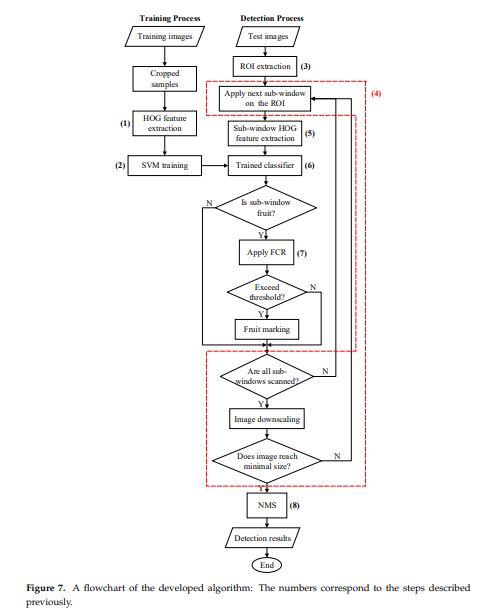 Training Process
Detection Process
Training images
Test images
ROI extraction
(3)
Cropped
samples
Apply next sub-window
on the ROI
(4)
(1)
HOG feature
extraction
Sub-window HOG
feature extraction
(5)
(2)
SVM training
Trained classifier
(6)
Is sub-window
fruit?
N
Y
Apply FCR
(7)
Exceed
threshold?
N
Y
Fruit marking
Are all sub-
windows scanned?
N
Y
Image downscaling
Does image reach
minimal size?
N
Y
NMS
(8)
Detection results
End
Figure 7. A flowchart of the developed algorithm: The numbers correspond to the steps described
previously.